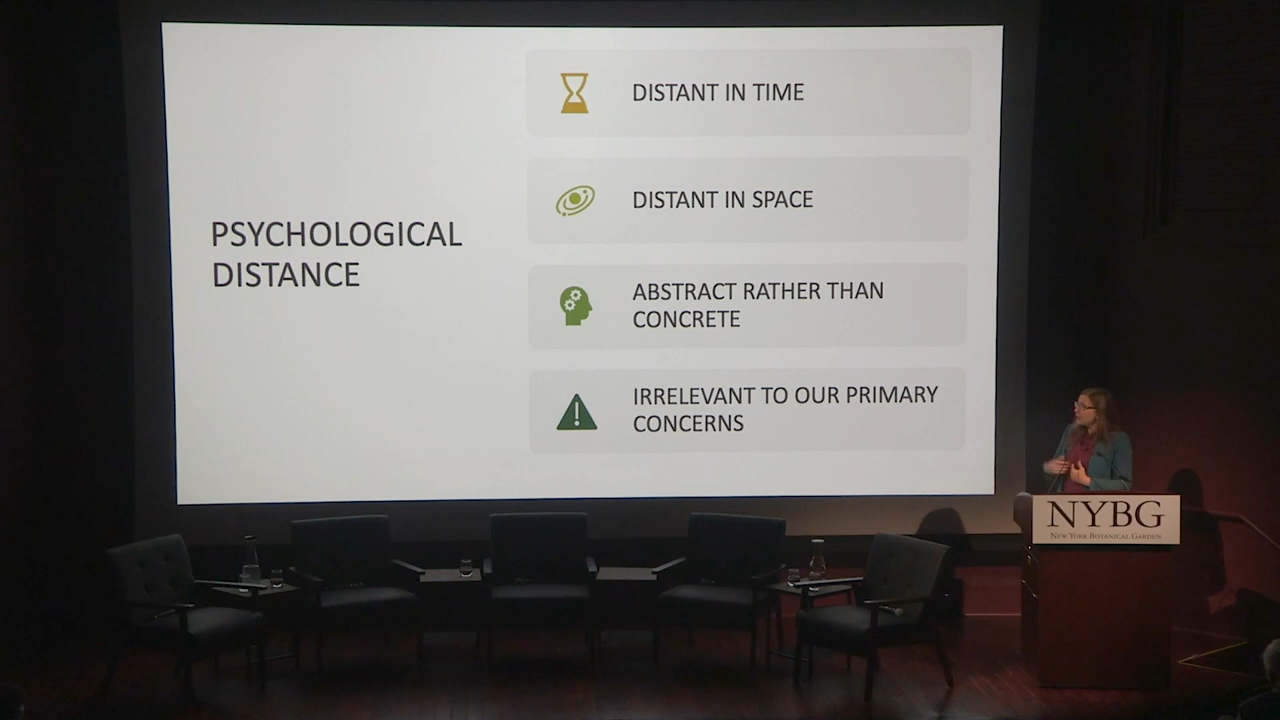 PSYCHOLOGICAL
DISTANCE
DISTANT IN TIME
DISTANT IN SPACE
ABSTRACT RATHER THAN
CONCRETE
IRRELEVANT TO OUR PRIMARY
CONCERNS
NYBG
NEW YORK BOTANICAL GARDEN